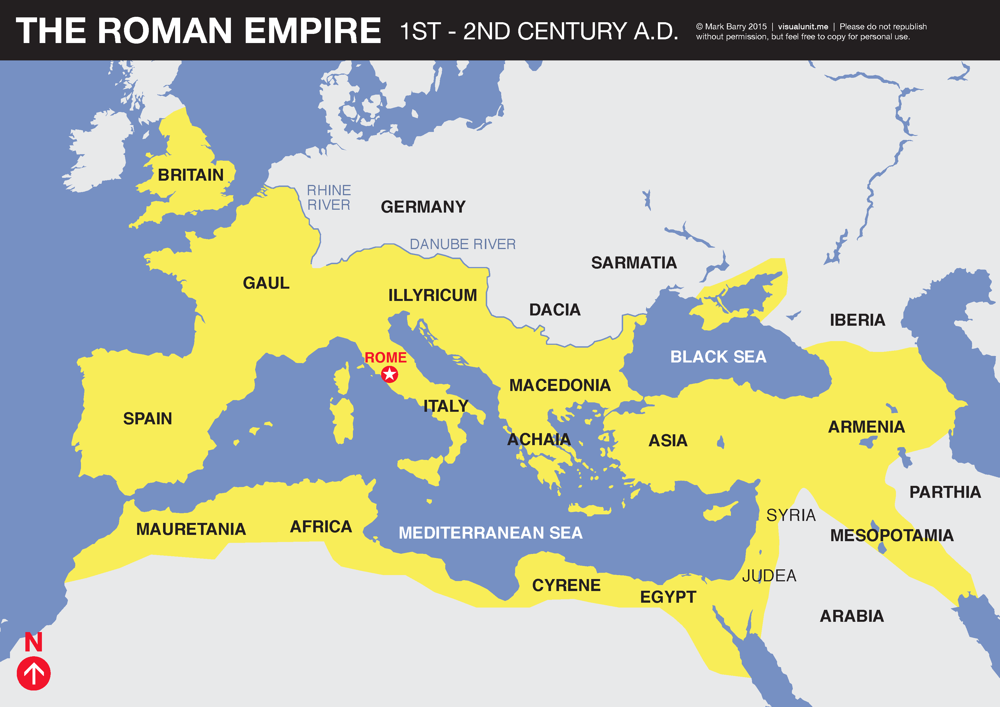 THE ROMAN EMPIRE 1ST - 2ND CENTURY A.D.
© Mark Barry 2015 | visualunit.me | Please do not republish
without permission, but feel free to copy for personal use.
BRITAIN
RHINE
RIVER
GERMANY
DANUBE RIVER
SARMATIA
GAUL
ILLYRICUM
DACIA
IBERIA
ROME
BLACK SEA
MACEDONIA
ITALY
SPAIN
ARMENIA
ACHAIA
ASIA
PARTHIA
SYRIA
MAURETANIA
AFRICA
MEDITERRANEAN SEA
MESOPOTAMIA
JUDEA
CYRENE
EGYPT
ARABIA
N